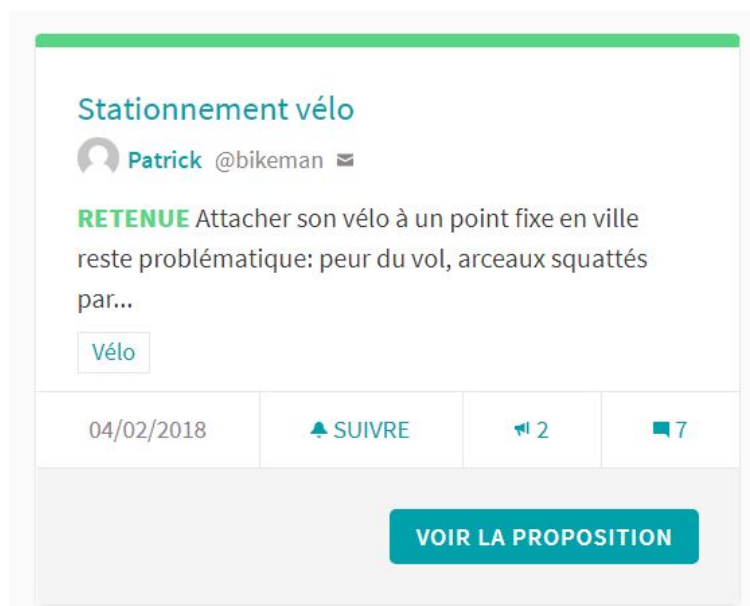 Stationnement vélo
Patrick @bikeman
RETENUE Attacher son vélo à un point fixe en ville
reste problématique: peur du vol, arceaux squattés
par...
Vélo
04/02/2018 SUIVRE 2 7
VOIR LA PROPOSITION